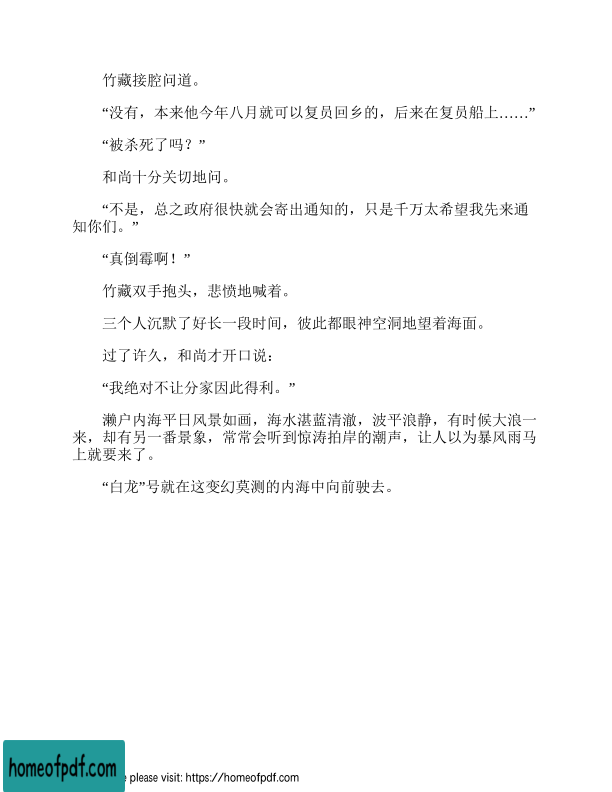 竹藏接腔问道。
“没有，本来他今年八月就可以复员回乡的，后来在复员船上……”
“被杀死了吗？”
和尚十分关切地问。
“不是，总之政府很快就会寄出通知的，只是千万太希望我先来通
知你们。”
“真倒霉啊！”
竹藏双手抱头，悲愤地喊着。
三个人沉默了好长一段时间，彼此都眼神空洞地望着海面。
过了许久，和尚才开口说：
“我绝对不让分家因此得利。”
濑户内海平日风景如画，海水湛蓝清澈，波平浪静，有时候大浪一
来，却有另一番景象，常常会听到惊涛拍岸的潮声，让人以为暴风雨马
上就要来了。
“白龙”号就在这变幻莫测的内海中向前驶去。
homeofpdf.com
e please visit: https://homeofpdf.com